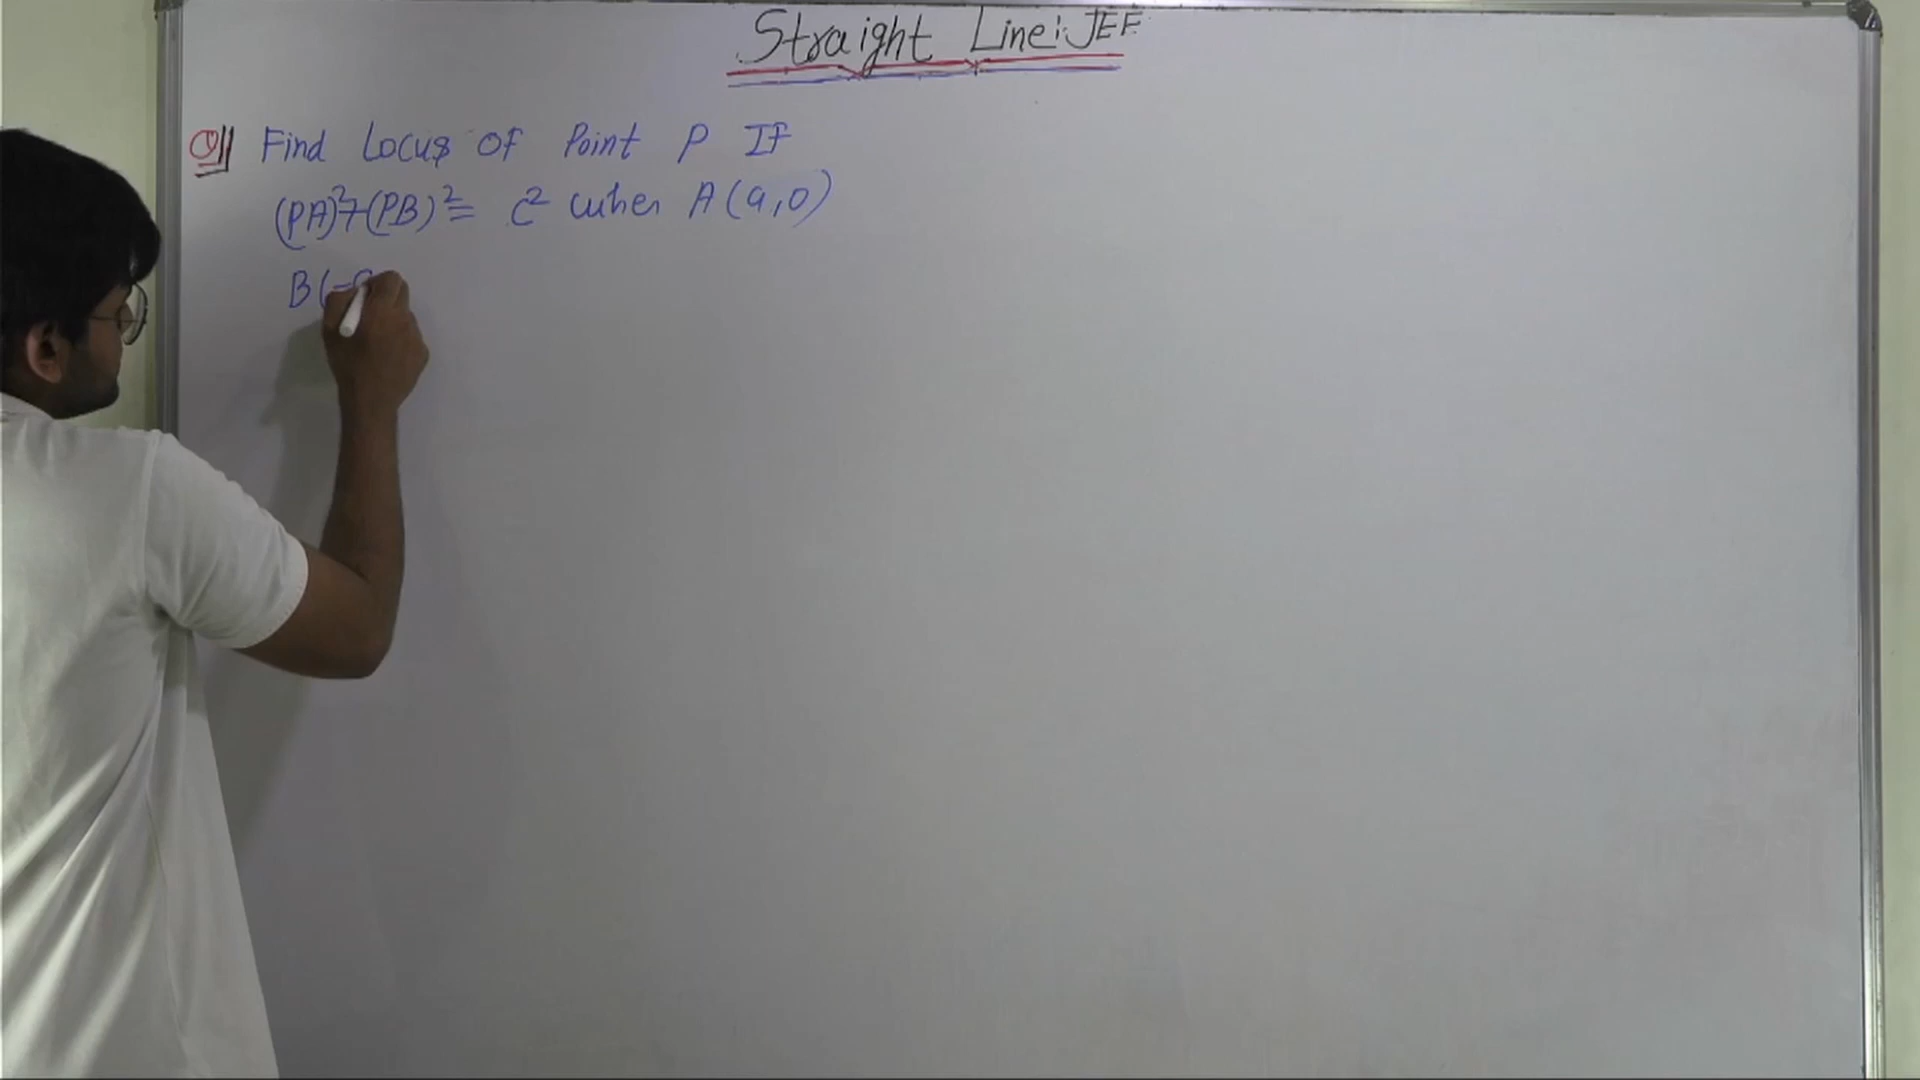 Straight Line: JEE
Q1 Find Locus Of Point P If
(PA)²+(PB)² = c² when A(a,0)
B(-a